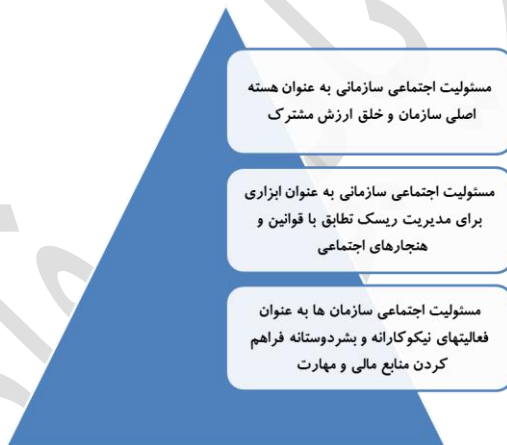 مسئولیت اجتماعی سازمانی به عنوان هسته
اصلی سازمان و خلق ارزش مشترک
مسئولیت اجتماعی سازمانی به عنوان ابزاری
برای مدیریت ریسک تطابق با قوانین و
هنجارهای اجتماعی
مسئولیت اجتماعی سازمان ها به عنوان
فعالیتهای نیکوکارانه و بشردوستانه فراهم
کردن منابع مالی و مهارت